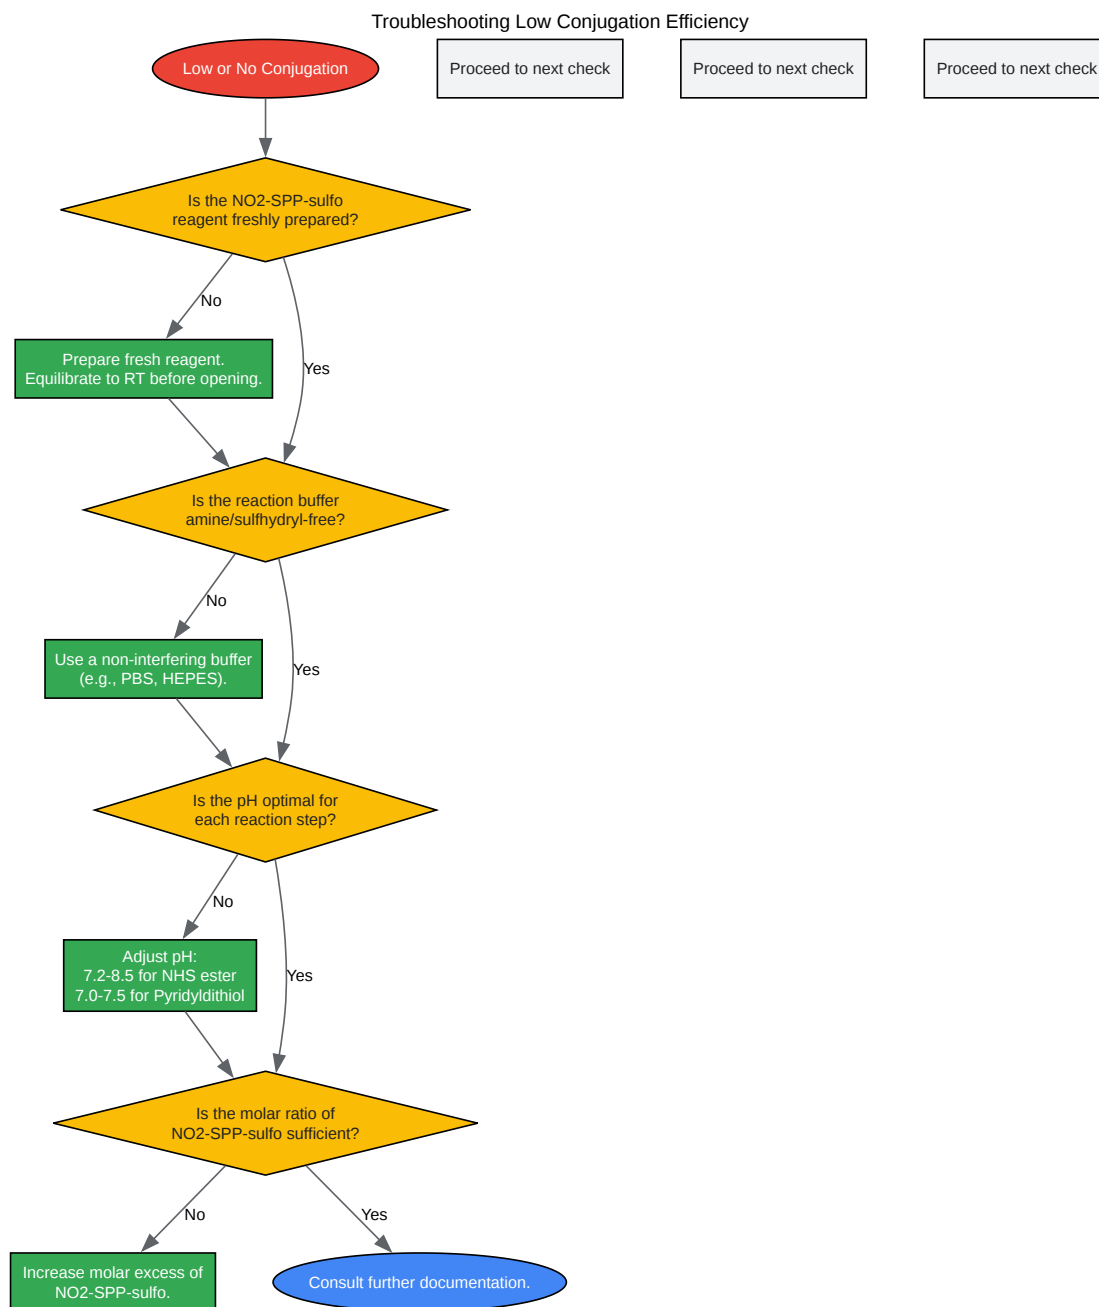 Troubleshooting Low Conjugation Efficiency
Low or No Conjugation
Proceed to next check
Proceed to next check
Proceed to next check
Is the NO2-SPP-sulfo
reagent freshly prepared?
No
Prepare fresh reagent.
Equilibrate to RT before opening.
Yes
Is the reaction buffer
amine/sulfhydryl-free?
No
Use a non-interfering buffer
(e.g., PBS, HEPES).
Yes
Is the pH optimal for
each reaction step?
No
Adjust pH:
7.2-8.5 for NHS ester
7.0-7.5 for Pyridyldithiol
Yes
Is the molar ratio of
NO2-SPP-sulfo sufficient?
No
Yes
Increase molar excess of
NO2-SPP-sulfo.
Consult further documentation.